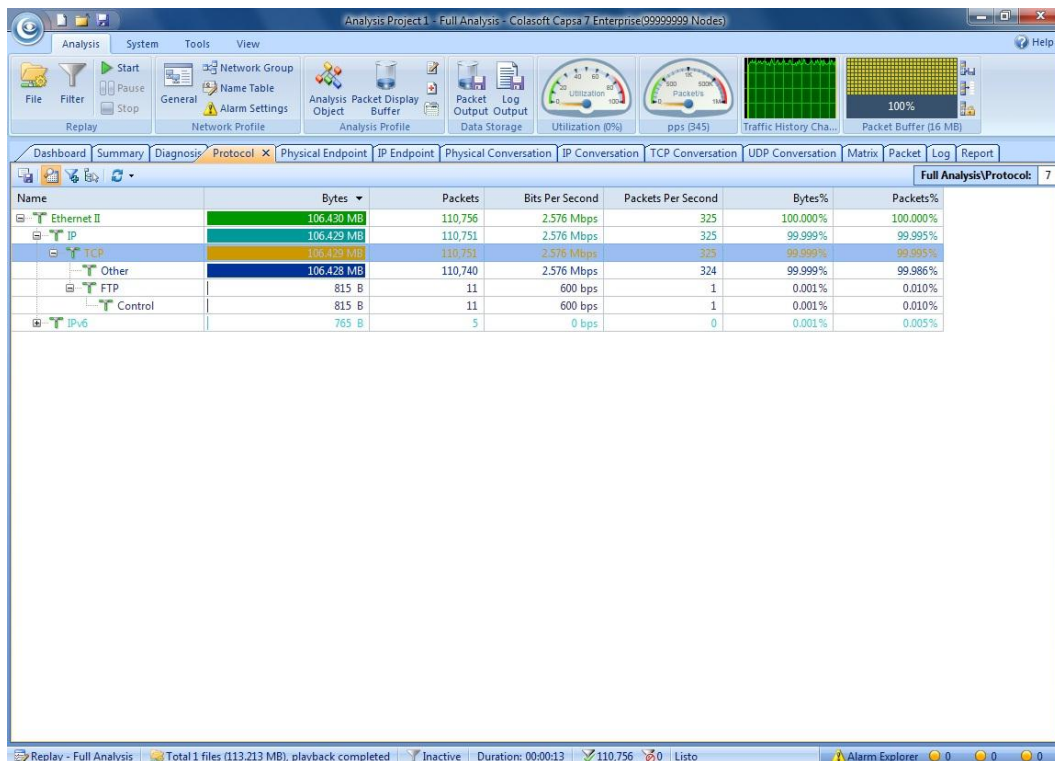 Analysis Project 1 - Full Analysis - Colasoft Capsa 7 Enterprise(99999999 Nodes)
Analysis System Tools View Help
File Filter Start Pause Stop General Network Group Name Table Alarm Settings Analysis Object Packet Display Buffer Packet Output Log Output Utilization Packet/s 100%
Replay Network Profile Analysis Profile Data Storage Utilization (0%) pps (345) Traffic History Cha... Packet Buffer (16 MB)
Dashboard Summary Diagnosis Protocol X Physical Endpoint IP Endpoint Physical Conversation IP Conversation TCP Conversation UDP Conversation Matrix Packet Log Report
Full Analysis\Protocol: 7
Name Bytes Packets Bits Per Second Packets Per Second Bytes% Packets%
Ethernet II 106.430 MB 110,756 2.576 Mbps 325 100.000% 100.000%
IP 106.429 MB 110,751 2.576 Mbps 325 99.999% 99.995%
TCP 106.429 MB 110,751 2.576 Mbps 325 99.999% 99.995%
Other 106.428 MB 110,740 2.576 Mbps 324 99.999% 99.986%
FTP 815 B 11 600 bps 1 0.001% 0.010%
Control 815 B 11 600 bps 1 0.001% 0.010%
IPv6 765 B 5 0 bps 0 0.001% 0.005%
Replay - Full Analysis Total 1 files (113.213 MB), playback completed Inactive Duration: 00:00:13 110,756 0 Listo Alarm Explorer 0 0 0